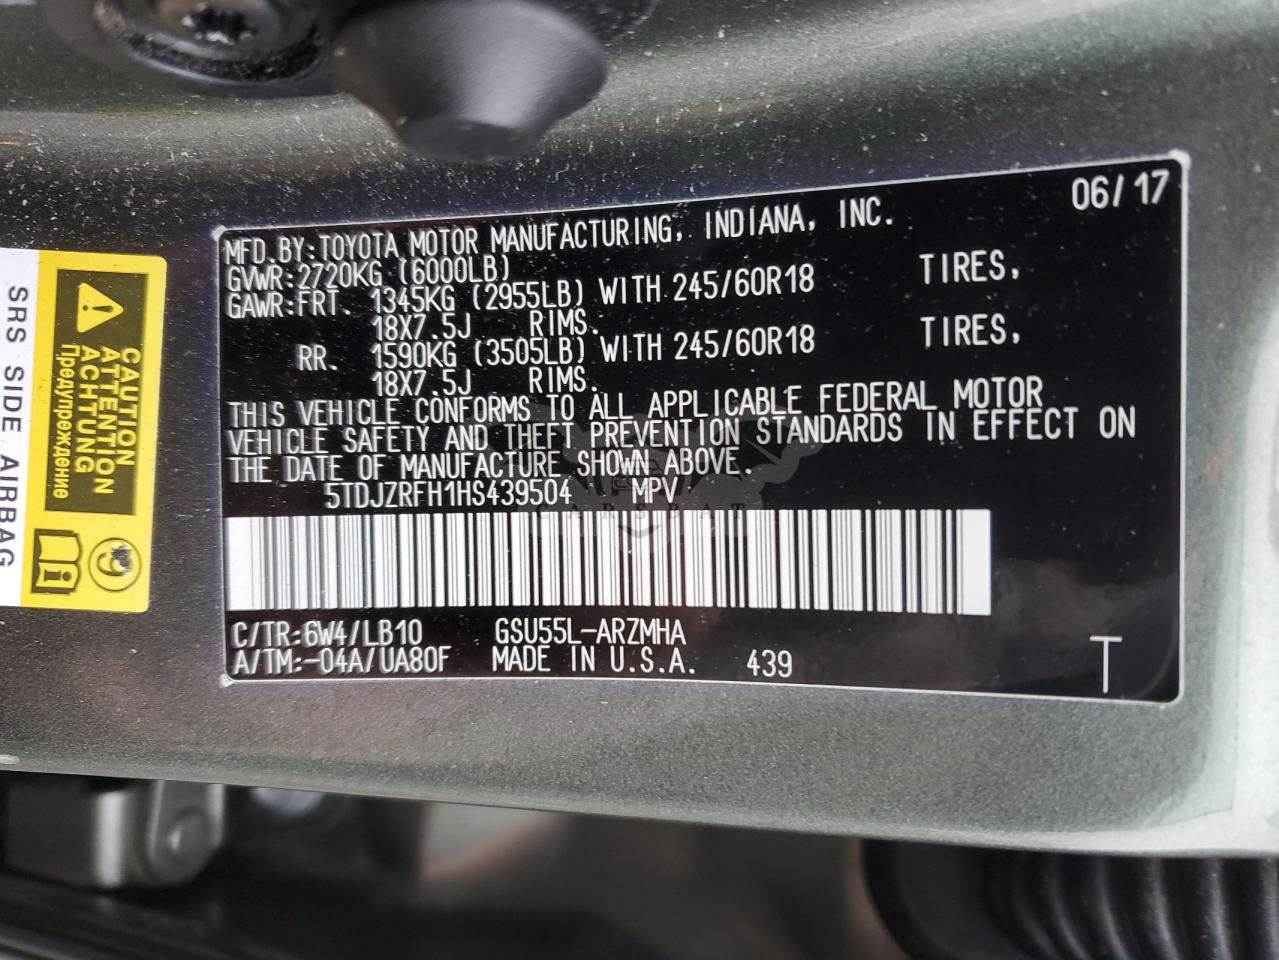 06/17
MFD.BY:TOYOTA MOTOR MANUFACTURING, INDIANA, INC.
GVWR:2720KG (6000LB)
GAWR:FRT. 1345KG (2955LB) WITH 245/60R18 TIRES,
18X7.5J RIMS.
RR. 1590KG (3505LB) WITH 245/60R18 TIRES,
18X7.5J RIMS.
THIS VEHICLE CONFORMS TO ALL APPLICABLE FEDERAL MOTOR
VEHICLE SAFETY AND THEFT PREVENTION STANDARDS IN EFFECT ON
THE DATE OF MANUFACTURE SHOWN ABOVE.
5TDJZRFH1HS439504 MPV
C/TR:6W4/LB10 GSU55L-ARZMHA
A/TM:-04A/UA80F MADE IN U.S.A. 439
T
CAUTION
ATTENTION
ACHTUNG
Предупреждение
SRS SIDE AIRBAG
CARSBAT